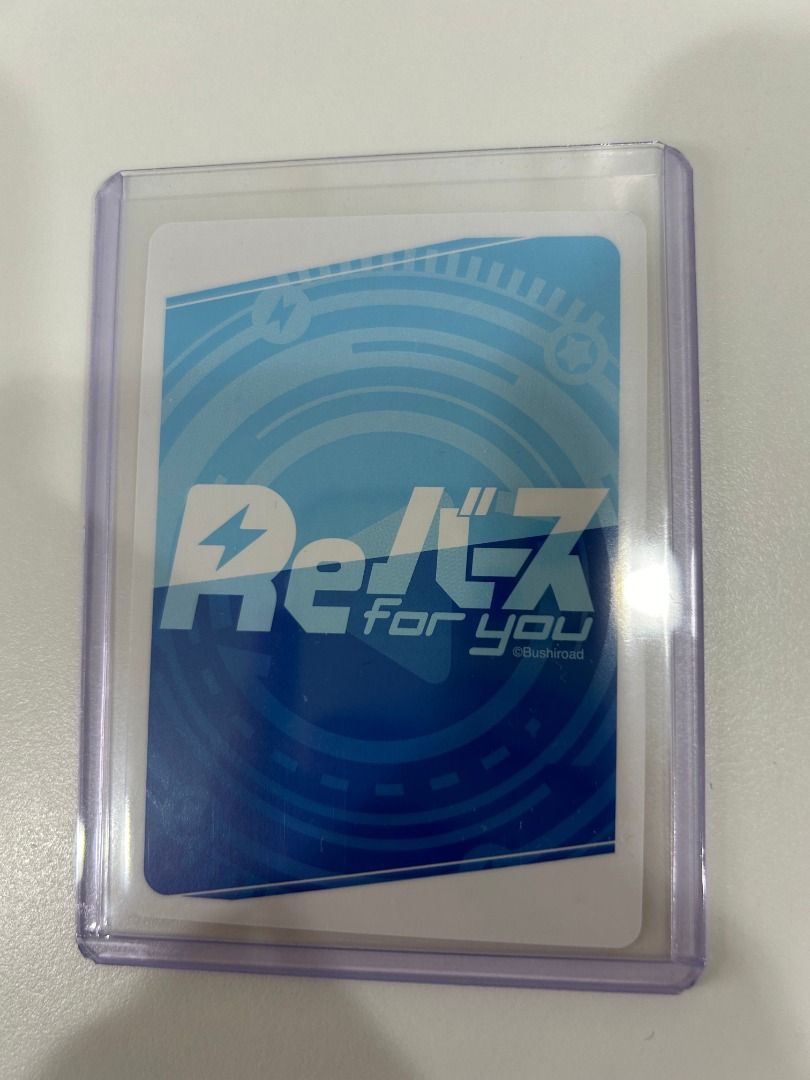 Reバース
for you
©Bushiroad